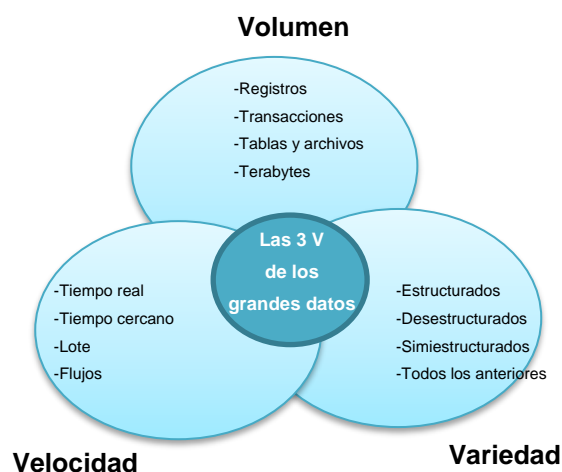 Volumen
-Registros
-Transacciones
-Tablas y archivos
-Terabytes
Las 3 V
de los
grandes datos
-Tiempo real
-Tiempo cercano
-Lote
-Flujos
-Estructurados
-Desestructurados
-Simiestructurados
-Todos los anteriores
Velocidad
Variedad